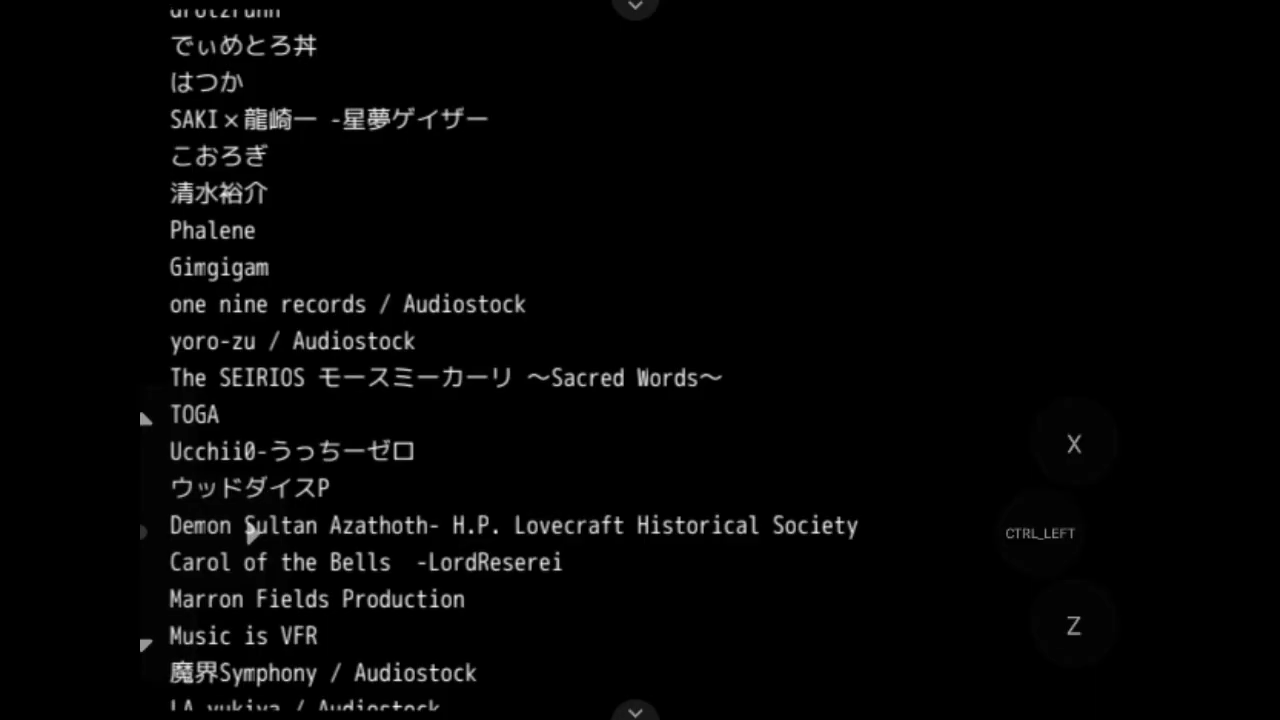 でぃめとろ丼
はつか
SAKI×龍崎一 -星夢ゲイザー
こおろぎ
清水裕介
Phalene
Gimgigam
one nine records / Audiostock
yoro-zu / Audiostock
The SEIRIOS モースミーカーリ ～Sacred Words～
TOGA
Ucchii0-うっちーゼロ
ウッドダイスP
Demon Sultan Azathoth- H.P. Lovecraft Historical Society
Carol of the Bells  -LordReserei
Marron Fields Production
Music is VFR
魔界Symphony / Audiostock
LA yukiya / Audiostock
X
CTRL_LEFT
Z